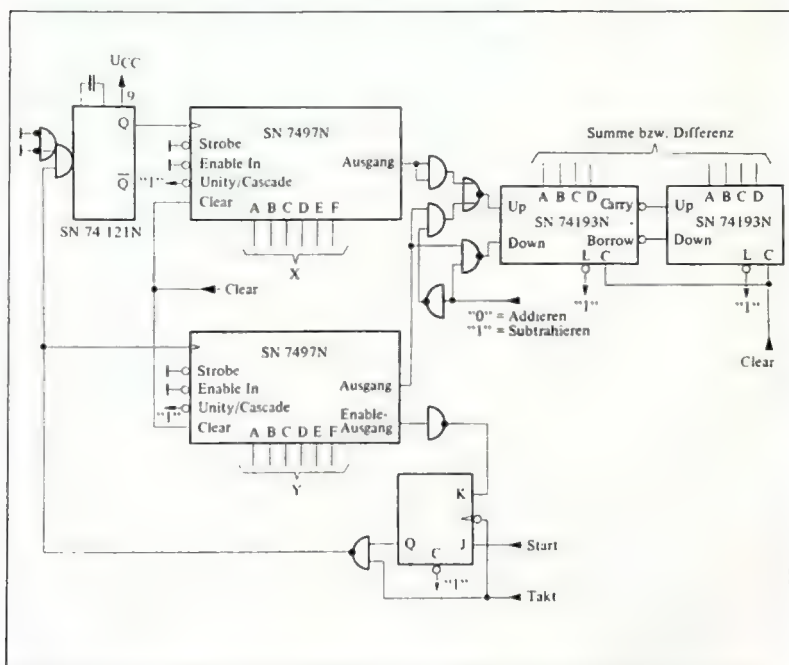 UCC
9
Q
Q̅
SN 74 121N
SN 7497N
Strobe
Enable In
"1"
Unity/Cascade
Clear
Ausgang
A B C D E F
X
Clear
Summe bzw. Differenz
A B C D
Up
Carry
SN 74193N
Down
Borrow
L C
"1"
A B C D
Up
SN 74193N
Down
L C
"1"
"0" = Addieren
"1" = Subtrahieren
Clear
SN 7497N
Strobe
Enable In
"1"
Unity/Cascade
Clear
Ausgang
Enable-
Ausgang
A B C D E F
Y
K
Q
C
J
"1"
Start
Takt